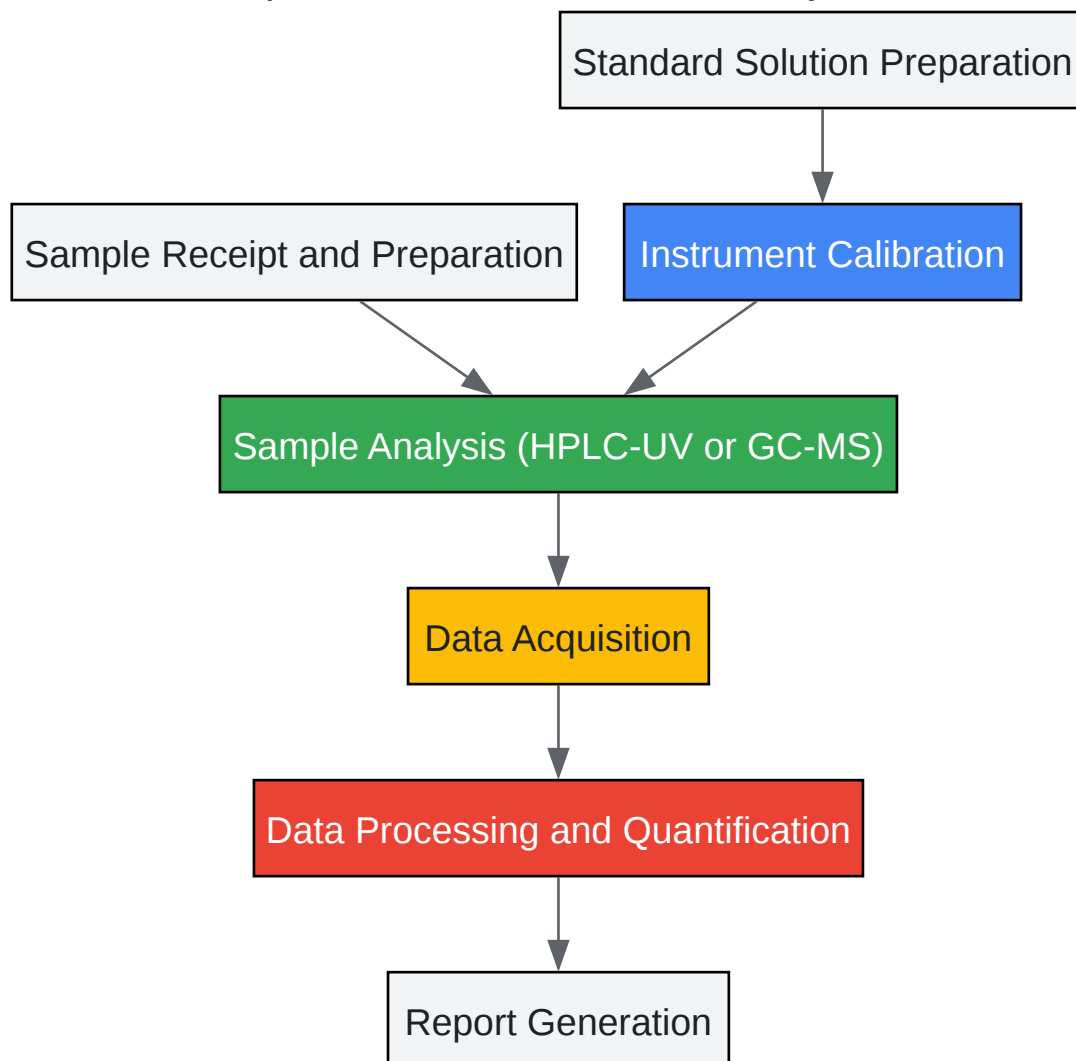 Standard Solution Preparation
Sample Receipt and Preparation
Instrument Calibration
Sample Analysis (HPLC-UV or GC-MS)
Data Acquisition
Data Processing and Quantification
Report Generation